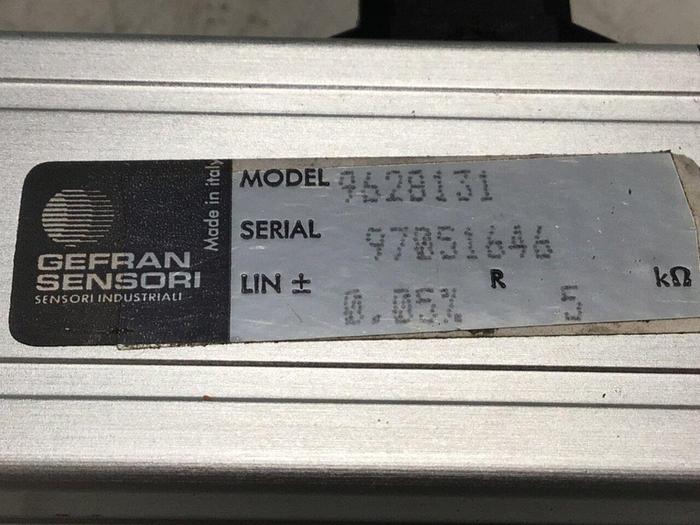 GEFRAN
SENSORI
SENSORI INDUSTRIALI
Made in italy
MODEL 9628131
SERIAL 97051646
LIN ± 0.05% R 5 kΩ